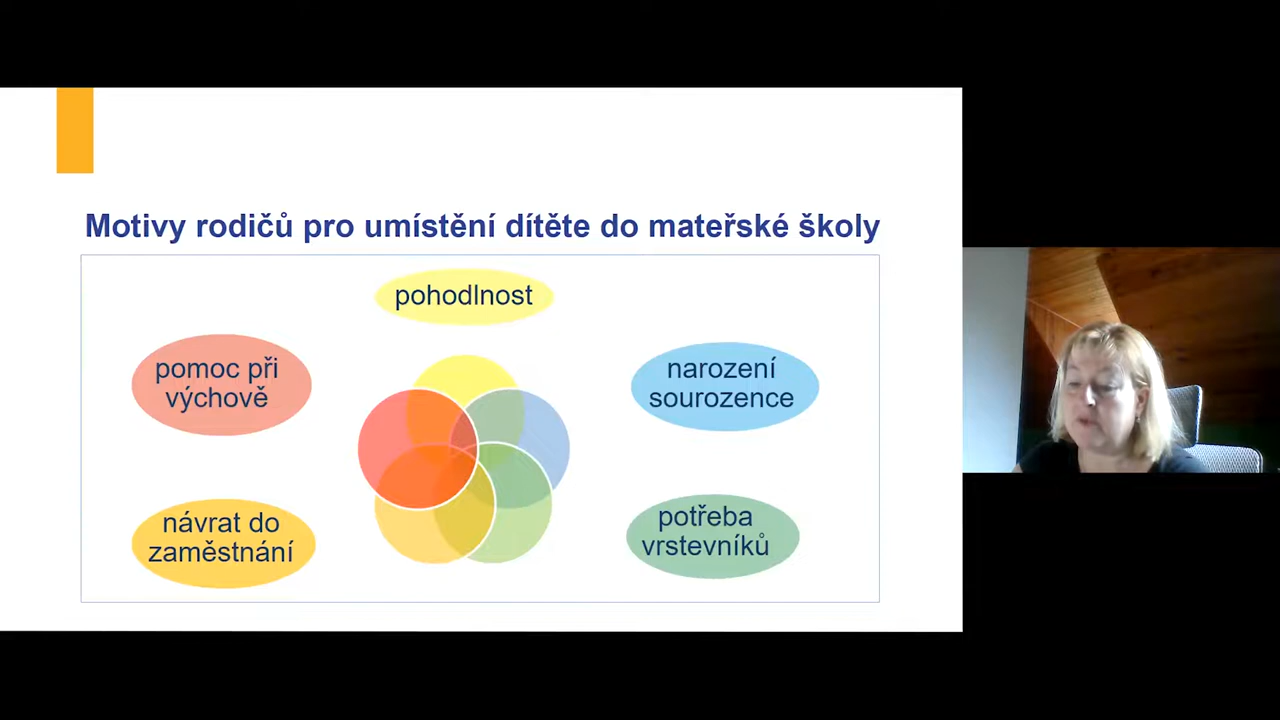 Motivy rodičů pro umístění dítěte do mateřské školy
pohodlnost
pomoc při
výchově
narození
sourozence
návrat do
zaměstnání
potřeba
vrstevníků